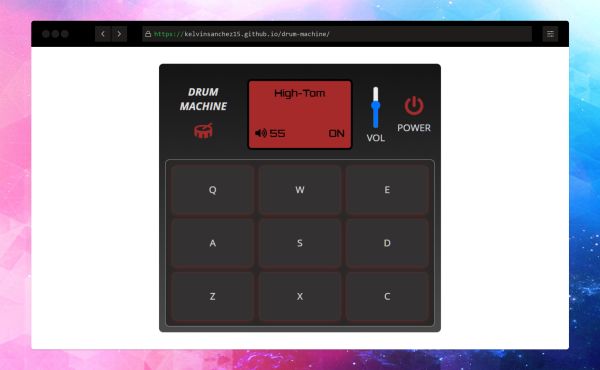 https://kelvinsanchez15.github.io/drum-machine/
DRUM
MACHINE
High-Tom
55 ON
VOL
POWER
Q W E
A S D
Z X C